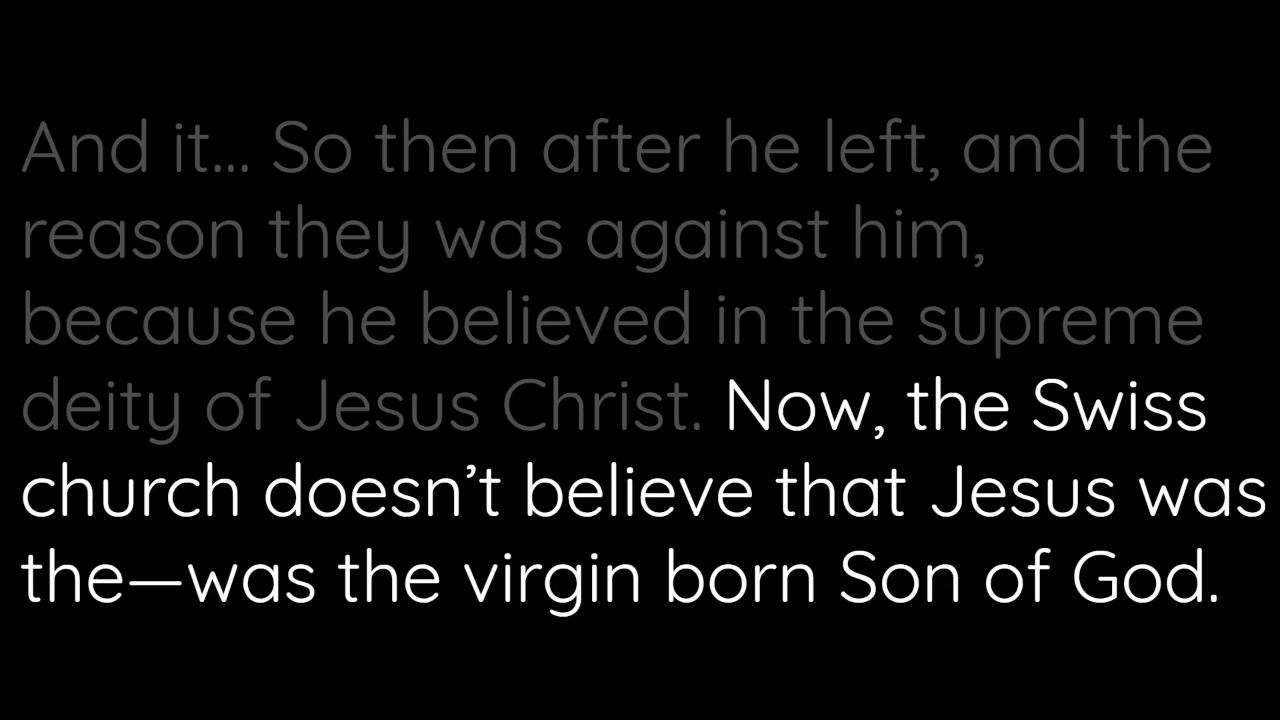 And it... So then after he left, and the
reason they was against him,
because he believed in the supreme
deity of Jesus Christ. Now, the Swiss
church doesn’t believe that Jesus was
the—was the virgin born Son of God.